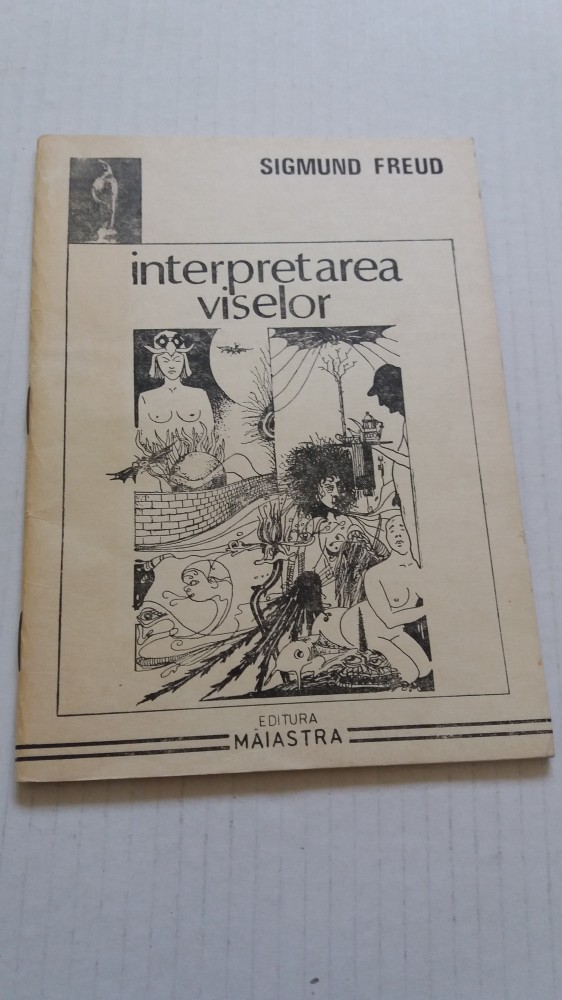 SIGMUND FREUD
interpretarea
viselor
EDITURA
MĂIASTRA